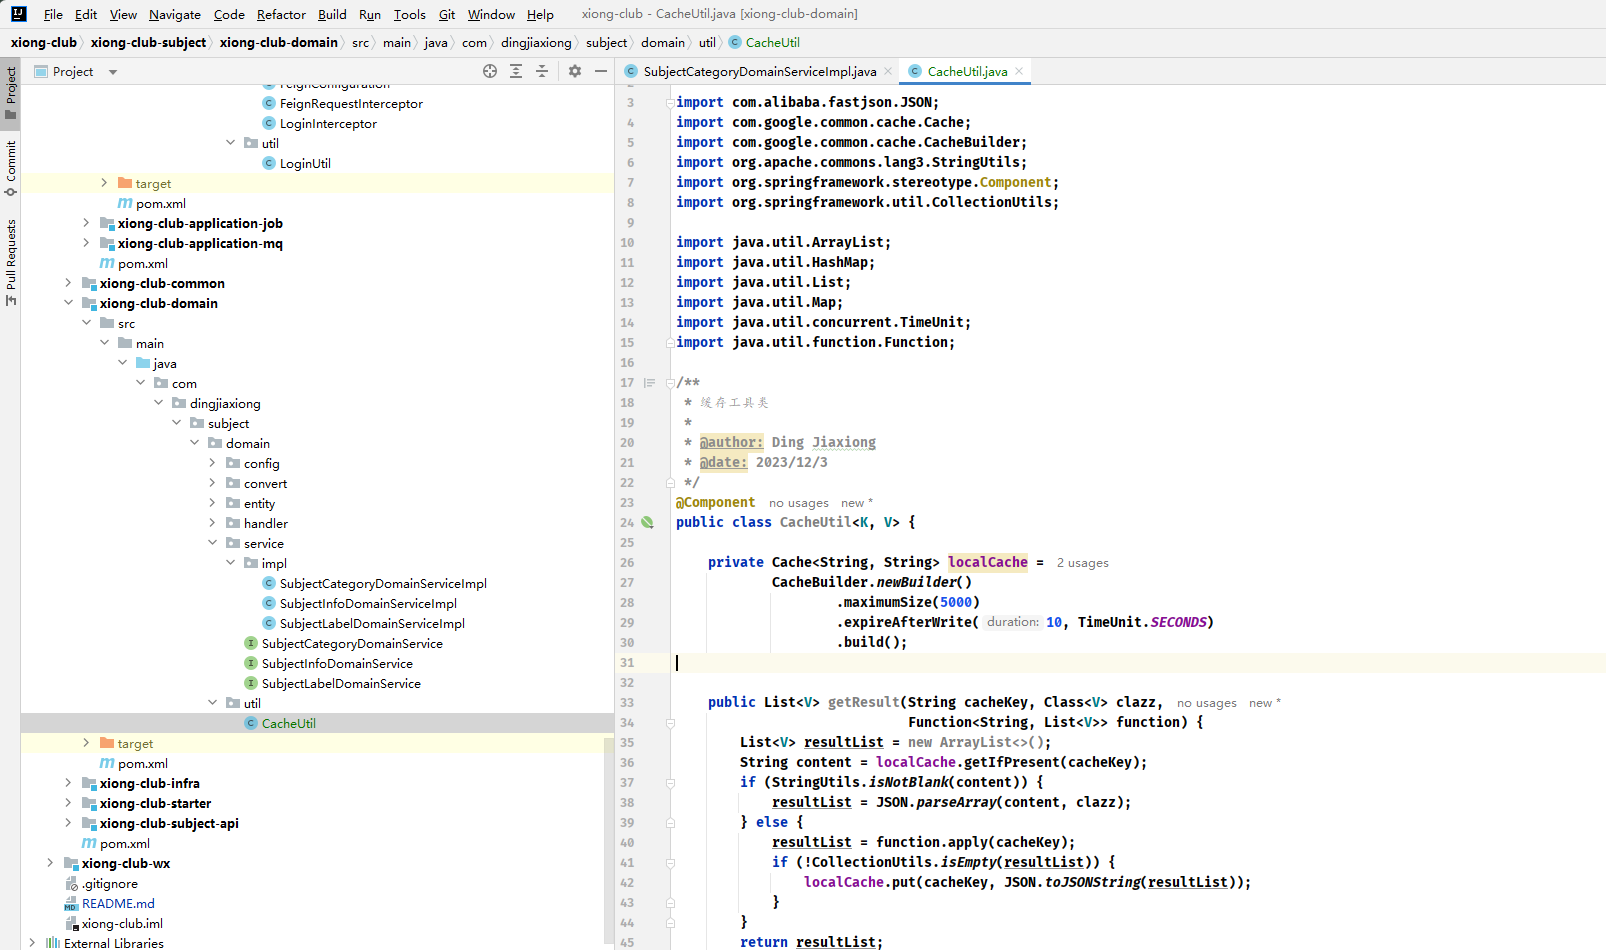 File Edit View Navigate Code Refactor Build Run Tools Git Window Help xiong-club - CacheUtil.java [xiong-club-domain]
xiong-club xiong-club-subject xiong-club-domain src main java com dingjiaxiong subject domain util CacheUtil
Project
Commit
Pull Requests
Project
FeignConfiguration
FeignRequestInterceptor
LoginInterceptor
util
LoginUtil
target
pom.xml
xiong-club-application-job
xiong-club-application-mq
pom.xml
xiong-club-common
xiong-club-domain
src
main
java
com
dingjiaxiong
subject
domain
config
convert
entity
handler
service
impl
SubjectCategoryDomainServiceImpl
SubjectInfoDomainServiceImpl
SubjectLabelDomainServiceImpl
SubjectCategoryDomainService
SubjectInfoDomainService
SubjectLabelDomainService
util
CacheUtil
target
pom.xml
xiong-club-infra
xiong-club-starter
xiong-club-subject-api
pom.xml
xiong-club-wx
.gitignore
README.md
xiong-club.iml
External Libraries
SubjectCategoryDomainServiceImpl.java CacheUtil.java
3 import com.alibaba.fastjson.JSON;
4 import com.google.common.cache.Cache;
5 import com.google.common.cache.CacheBuilder;
6 import org.apache.commons.lang3.StringUtils;
7 import org.springframework.stereotype.Component;
8 import org.springframework.util.CollectionUtils;
9
10 import java.util.ArrayList;
11 import java.util.HashMap;
12 import java.util.List;
13 import java.util.Map;
14 import java.util.concurrent.TimeUnit;
15 import java.util.function.Function;
16
17 /**
18 * 缓存工具类
19 *
20 * @author: Ding Jiaxiong
21 * @date: 2023/12/3
22 */
23 @Component no usages new *
24 public class CacheUtil<K, V> {
25
26 private Cache<String, String> localCache = 2 usages
27 CacheBuilder.newBuilder()
28 .maximumSize(5000)
29 .expireAfterWrite( duration: 10, TimeUnit.SECONDS)
30 .build();
31
32
33 public List<V> getResult(String cacheKey, Class<V> clazz, no usages new *
34 Function<String, List<V>> function) {
35 List<V> resultList = new ArrayList<>();
36 String content = localCache.getIfPresent(cacheKey);
37 if (StringUtils.isNotBlank(content)) {
38 resultList = JSON.parseArray(content, clazz);
39 } else {
40 resultList = function.apply(cacheKey);
41 if (!CollectionUtils.isEmpty(resultList)) {
42 localCache.put(cacheKey, JSON.toJSONString(resultList));
43 }
44 }
45 return resultList;